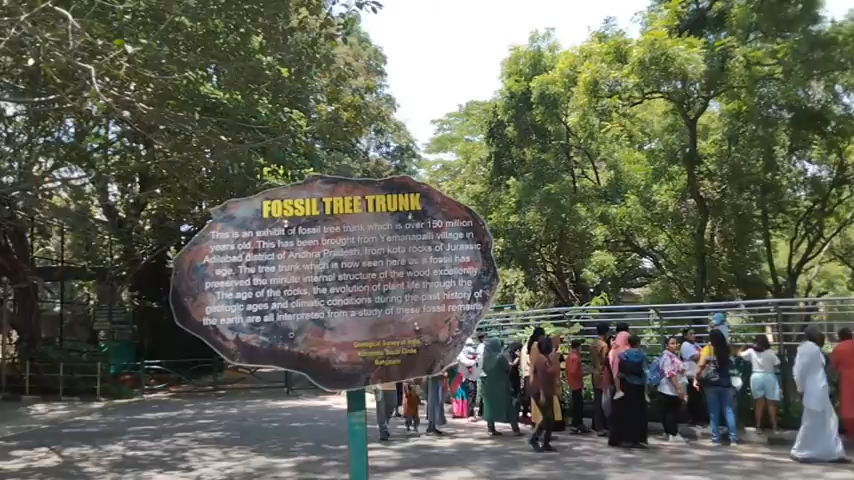 FOSSIL TREE TRUNK
This is an exhibit of fossil tree trunk which is over 150 million
years old. This has been brought from Yemanapalli village in
Adilabad district of Andhra Pradesh, from kota rocks of Jurassic
age. The tree trunk which is now seen here as a fossil has
preserved the minute internal structure of the wood excellently.
The age of the rocks, the evolution of plant life through the
geologic ages and climatic conditions during the past history of
the earth are all interpreted from a study of these fossil remains.
Geological Survey of India
Karnataka Circle